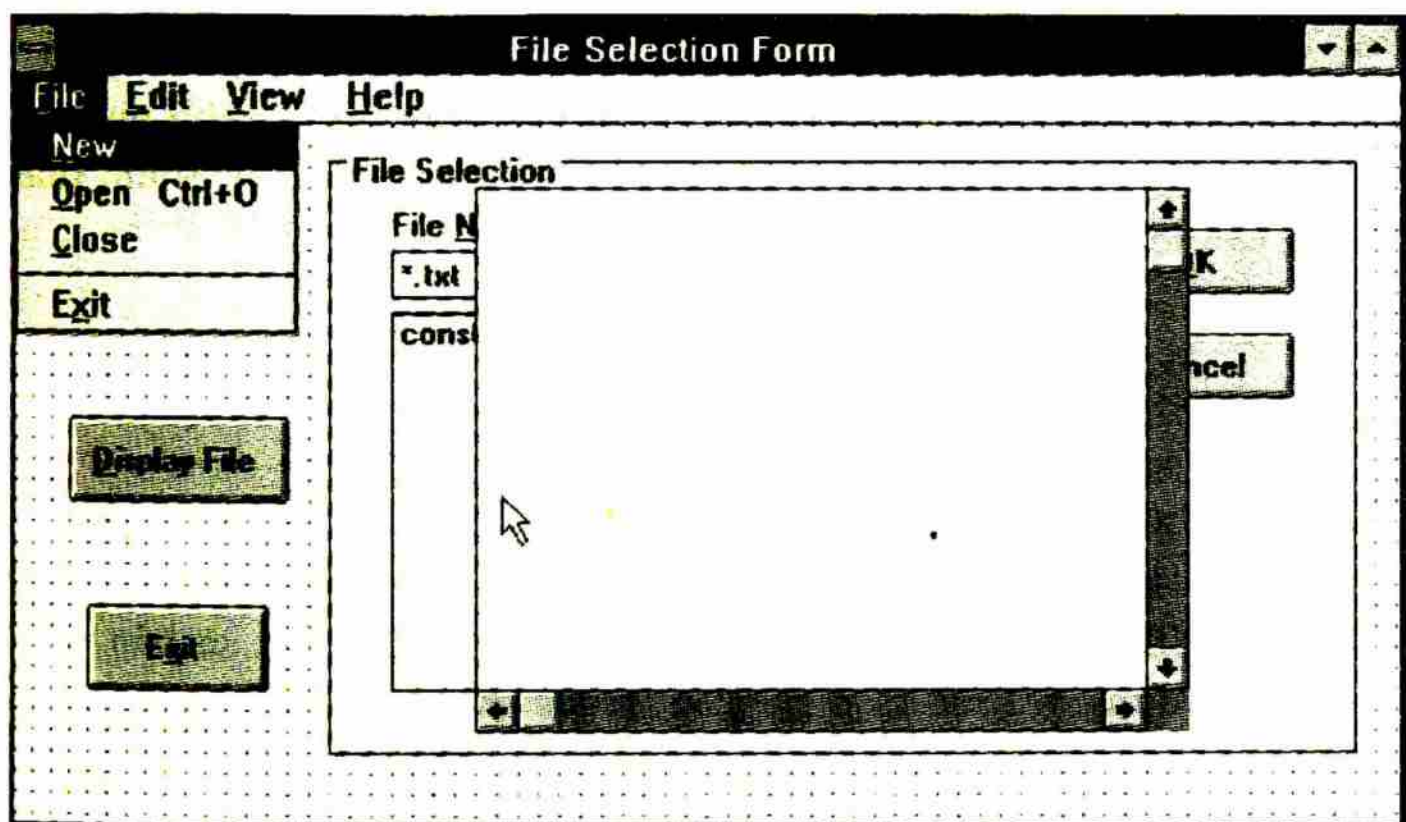 File Selection Form
File Edit View Help
New
Open Ctrl+O
Close
Exit
File Selection
File N
*.txt
cons
K
ncel
Display File
Exit